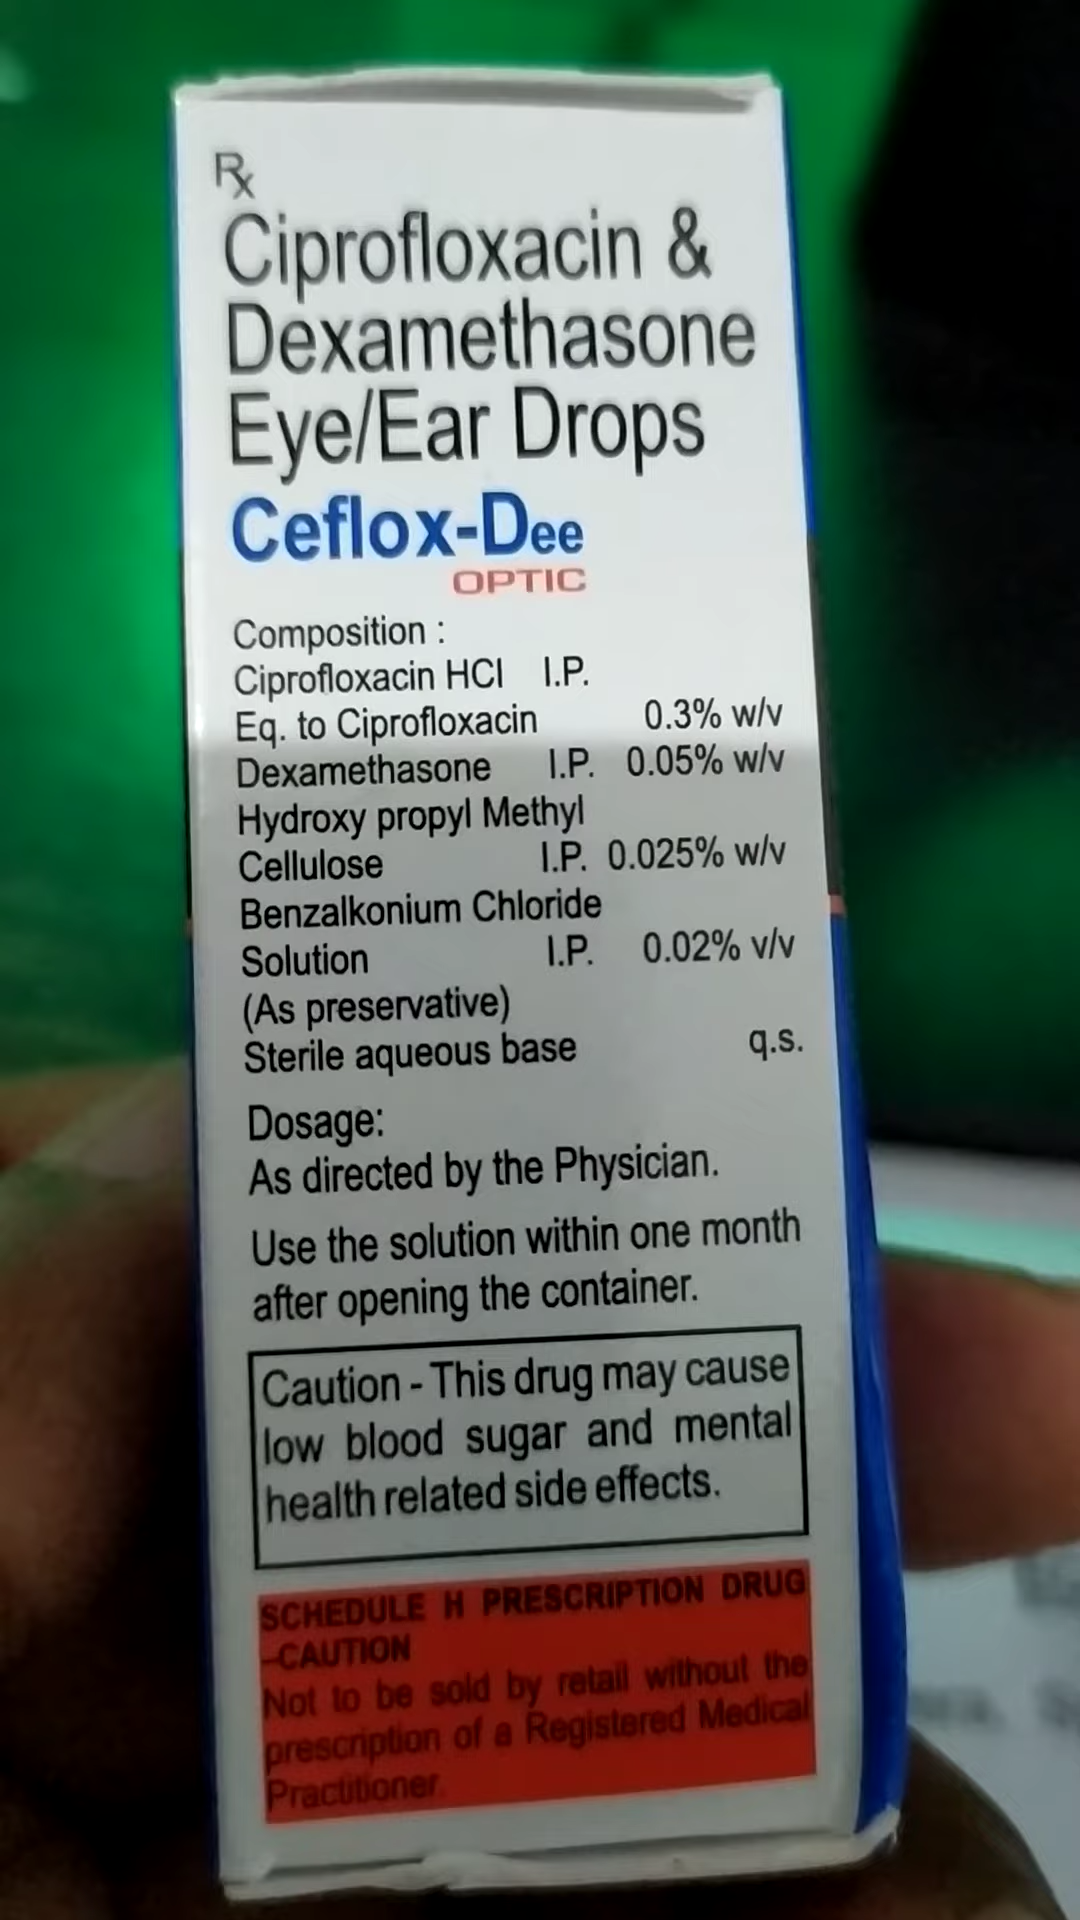 Rx
Ciprofloxacin &
Dexamethasone
Eye/Ear Drops
Ceflox-Dee
OPTIC
Composition :
Ciprofloxacin HCl I.P.
Eq. to Ciprofloxacin 0.3% w/v
Dexamethasone I.P. 0.05% w/v
Hydroxy propyl Methyl
Cellulose I.P. 0.025% w/v
Benzalkonium Chloride
Solution I.P. 0.02% v/v
(As preservative)
Sterile aqueous base q.s.
Dosage:
As directed by the Physician.
Use the solution within one month
after opening the container.
Caution - This drug may cause
low blood sugar and mental
health related side effects.
SCHEDULE H PRESCRIPTION DRUG
-CAUTION
Not to be sold by retail without the
prescription of a Registered Medical
Practitioner.